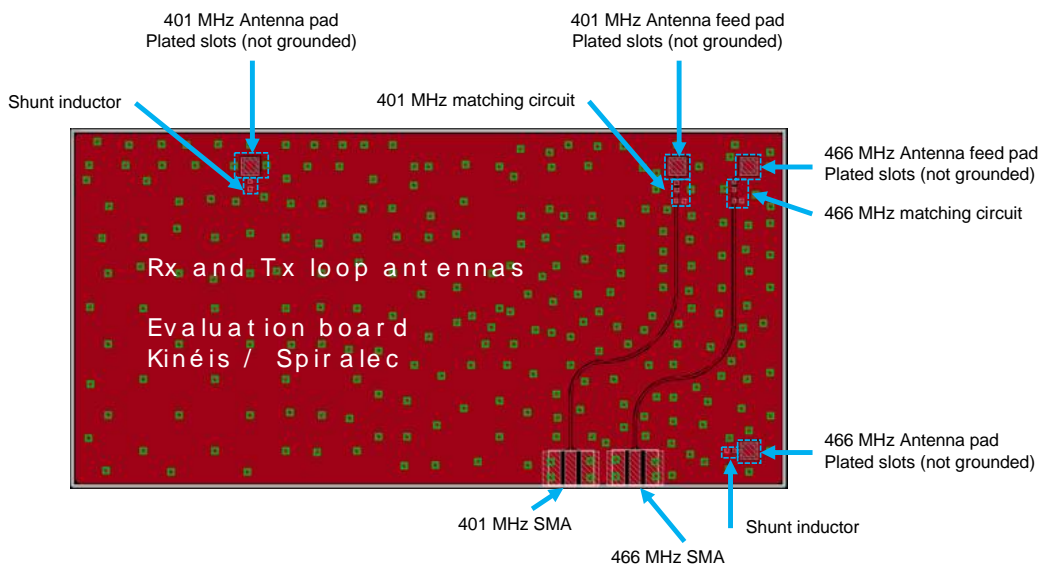 401 MHz Antenna pad
Plated slots (not grounded)
401 MHz Antenna feed pad
Plated slots (not grounded)
Shunt inductor
401 MHz matching circuit
466 MHz Antenna feed pad
Plated slots (not grounded)
466 MHz matching circuit
Rx and Tx loop antennas
Evaluation board
Kinéis / Spiralec
466 MHz Antenna pad
Plated slots (not grounded)
401 MHz SMA
Shunt inductor
466 MHz SMA